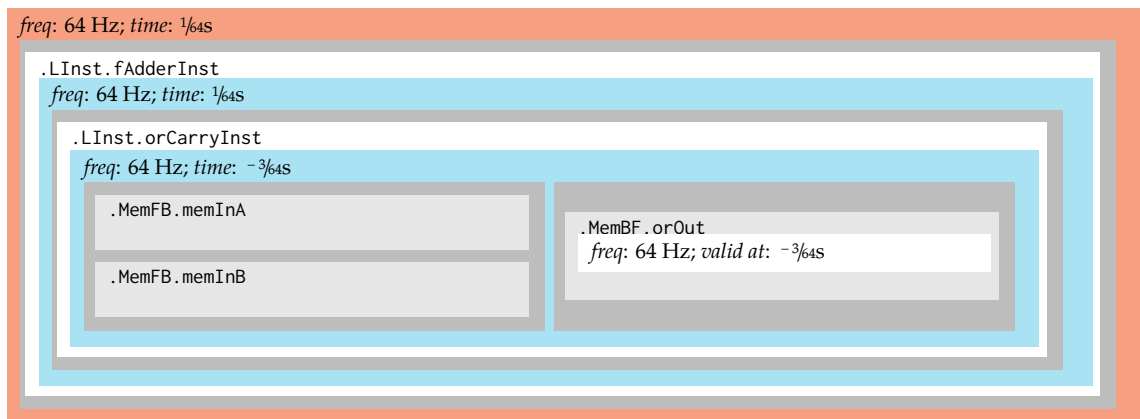 freq: 64 Hz; time: 1⁄64s
.LInst.fAdderInst
freq: 64 Hz; time: 1⁄64s
.LInst.orCarryInst
freq: 64 Hz; time: −3⁄64s
.MemFB.memInA
.MemFB.memInB
.MemBF.orOut
freq: 64 Hz; valid at: −3⁄64s